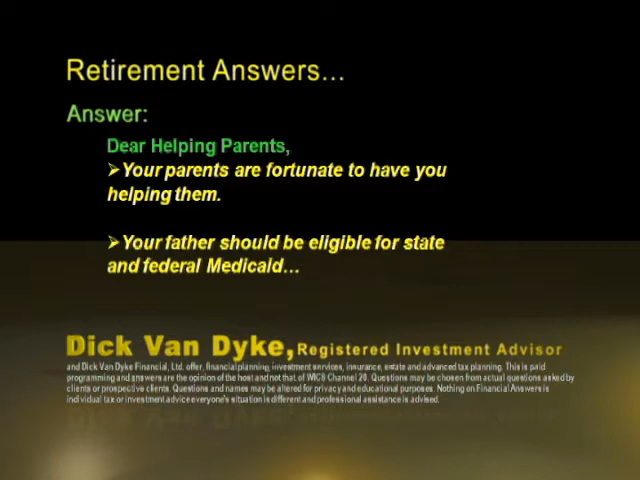 Retirement Answers...
Answer:
Dear Helping Parents,
➢Your parents are fortunate to have you
helping them.
➢Your father should be eligible for state
and federal Medicaid...
Dick Van Dyke, Registered Investment Advisor
and Dick Van Dyke Financial, Ltd. offer, financial planning, investment services, insurance, estate and advanced tax planning. This is paid
programming and answers are the opinion of the host and not that of WICS Channel 20. Questions may be chosen from actual questions asked by
clients or prospective clients. Questions and names may be altered for privacy and educational purposes. Nothing on Financial Answers is
individual tax or investment advice everyone's situation is different and professional assistance is advised.